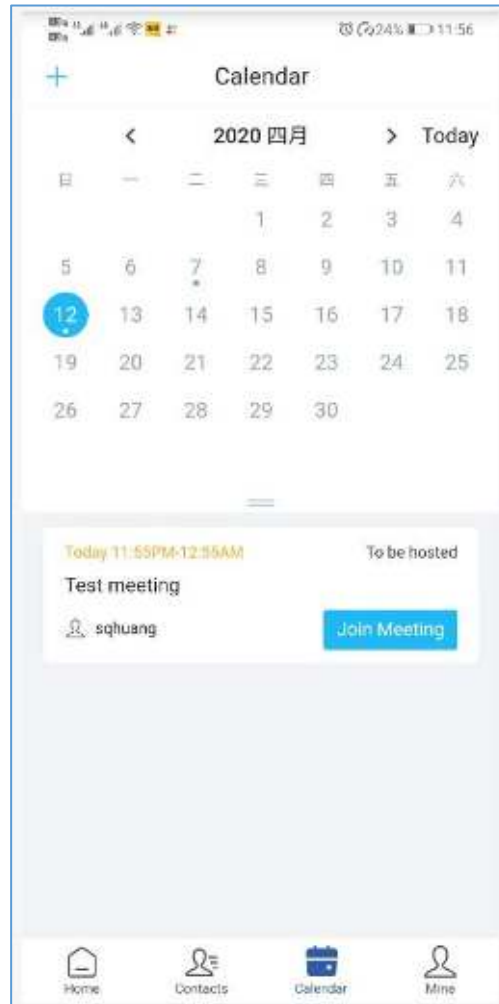 24% 11:56
Calendar
2020 四月 Today
日 一 二 三 四 五 六
1 2 3 4
5 6 7 8 9 10 11
12 13 14 15 16 17 18
19 20 21 22 23 24 25
26 27 28 29 30
Today 11:55PM-12:55AM To be hosted
Test meeting
sqhuang Join Meeting
Home Contacts Calendar Mine